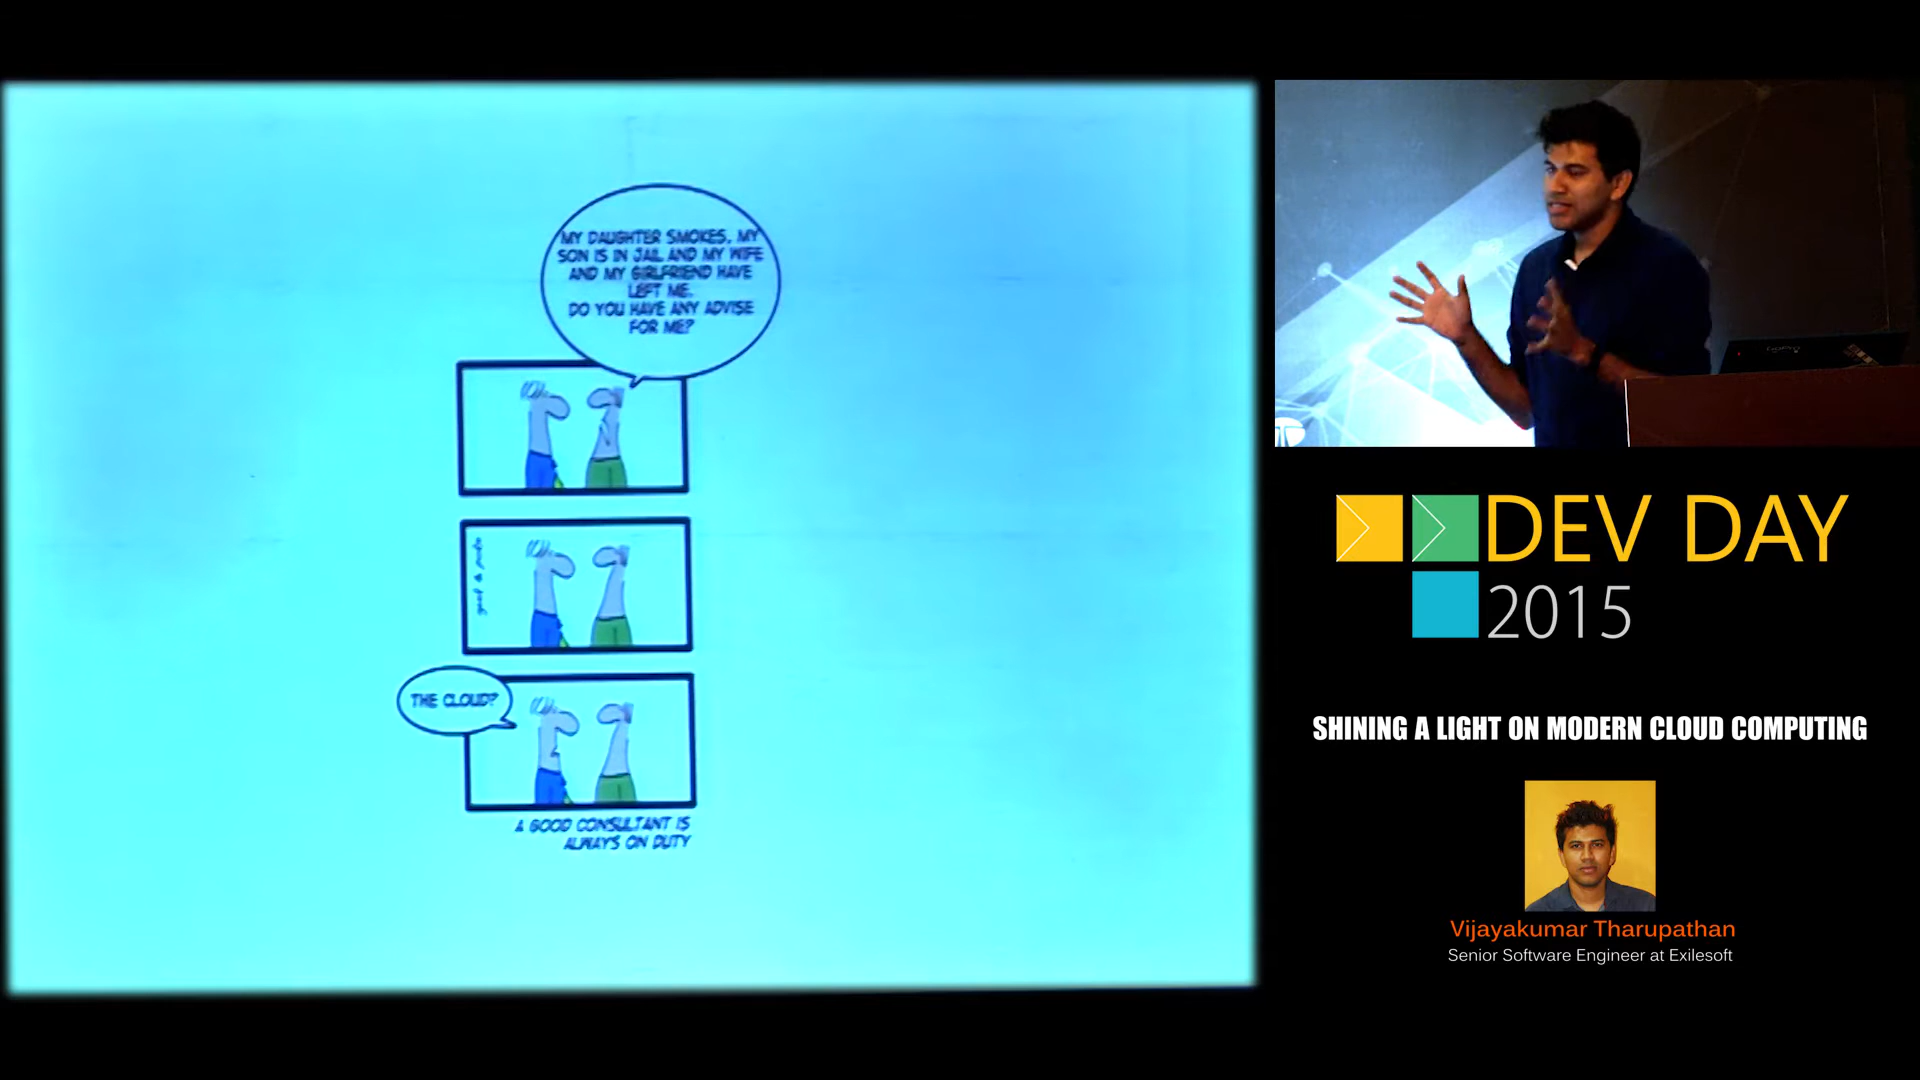 MY DAUGHTER SMOKES, MY
SON IS IN JAIL AND MY WIFE
AND MY GIRLFRIEND HAVE
LEFT ME.
DO YOU HAVE ANY ADVISE
FOR ME?
geek & poke
THE CLOUD?
A GOOD CONSULTANT IS
ALWAYS ON DUTY
DEV DAY
2015
SHINING A LIGHT ON MODERN CLOUD COMPUTING
Vijayakumar Tharupathan
Senior Software Engineer at Exilesoft